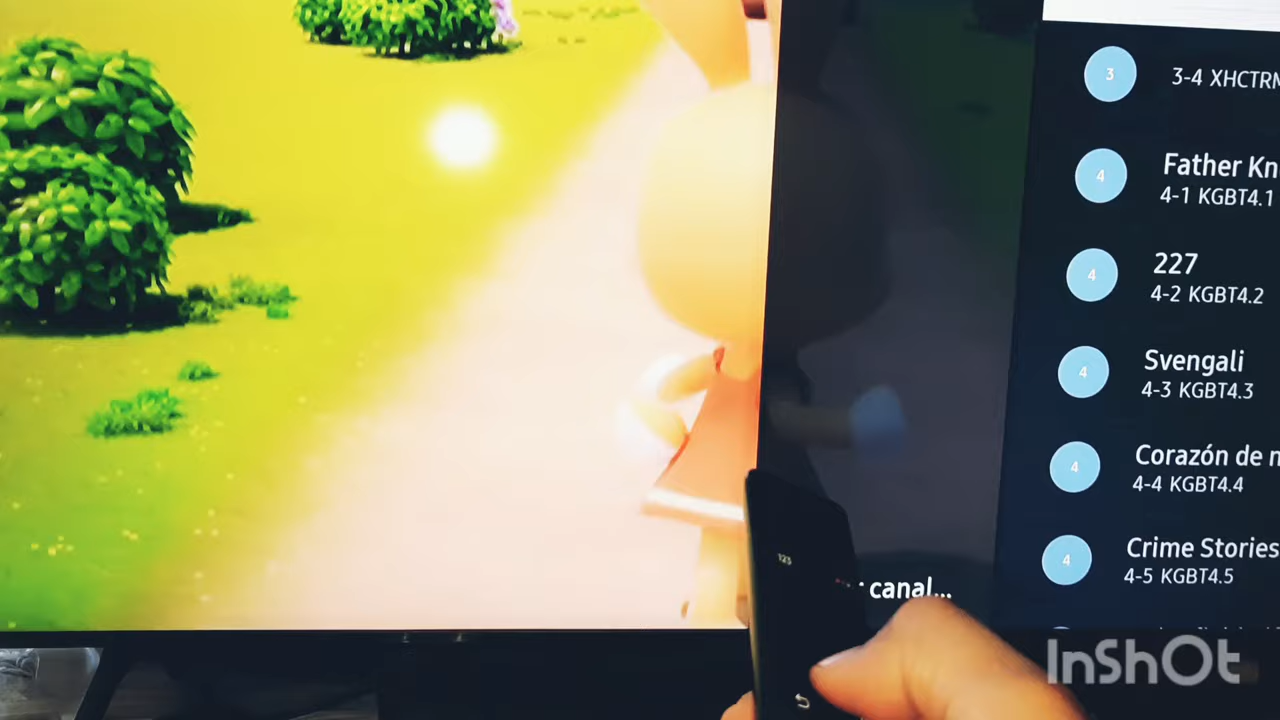 3
3-4 XHCTRM
4
Father Kn
4-1 KGBT4.1
4
227
4-2 KGBT4.2
4
Svengali
4-3 KGBT4.3
4
Corazón de
4-4 KGBT4.4
4
Crime Stories
4-5 KGBT4.5
123
canal...
InShOt